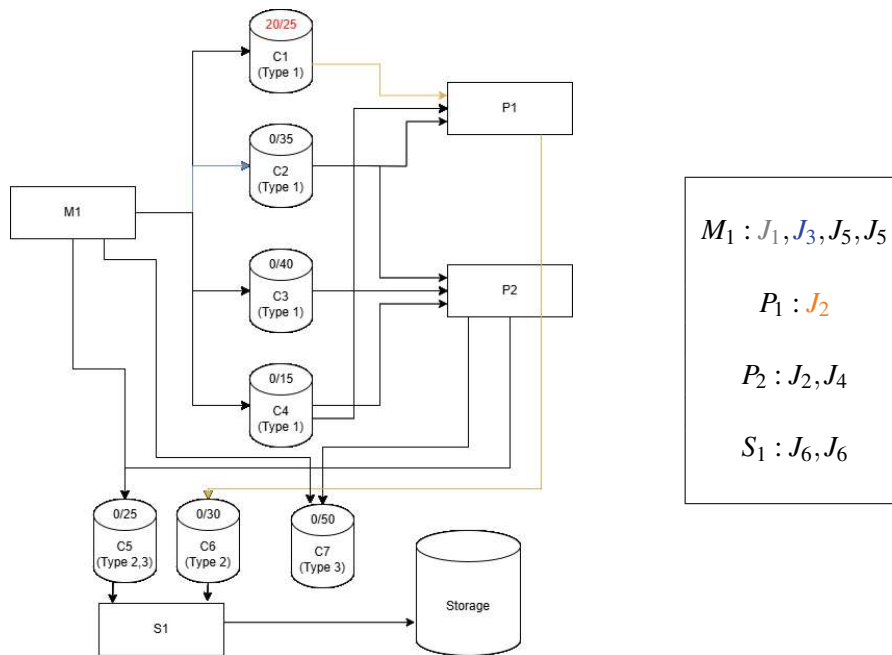 20/25
C1
(Type 1)
P1
0/35
C2
(Type 1)
M1
0/40
C3
(Type 1)
P2
0/15
C4
(Type 1)
0/25
C5
(Type 2,3)
0/30
C6
(Type 2)
0/50
C7
(Type 3)
Storage
S1
M₁ : J₁, J₃, J₅, J₅
P₁ : J₂
P₂ : J₂, J₄
S₁ : J₆, J₆